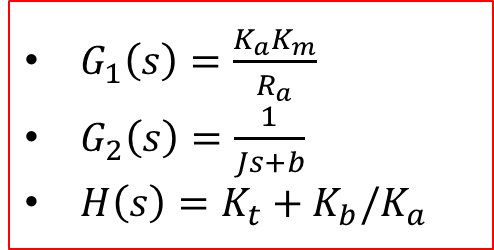 • G₁(s) = KₐKₘ/Rₐ
• G₂(s) = 1/(Js+b)
• H(s) = Kₜ + K_b/Kₐ